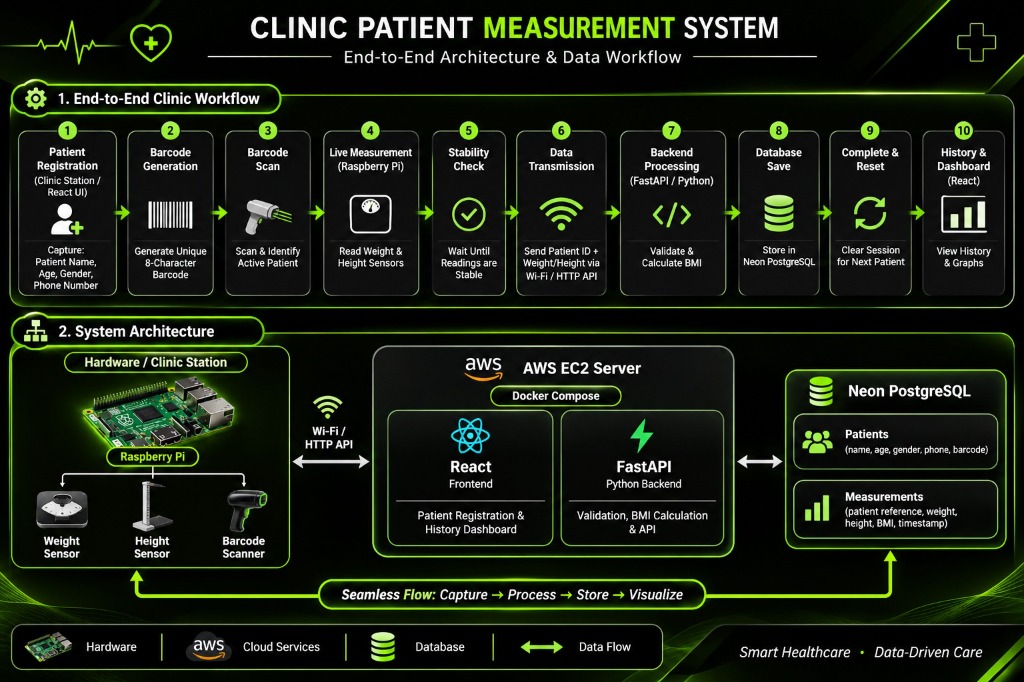 CLINIC PATIENT MEASUREMENT SYSTEM
End-to-End Architecture & Data Workflow
1. End-to-End Clinic Workflow
1
Patient
Registration
(Clinic Station /
React UI)
Capture:
Patient Name,
Age, Gender,
Phone Number
2
Barcode
Generation
Generate Unique
8-Character
Barcode
3
Barcode
Scan
Scan & Identify
Active Patient
4
Live Measurement
(Raspberry Pi)
Read Weight &
Height Sensors
5
Stability
Check
Wait Until
Readings are
Stable
6
Data
Transmission
Send Patient ID +
Weight/Height via
Wi-Fi / HTTP API
7
Backend
Processing
(FastAPI / Python)
Validate &
Calculate BMI
8
Database
Save
Store in
Neon PostgreSQL
9
Complete &
Reset
Clear Session
for Next Patient
10
History &
Dashboard
(React)
View History
& Graphs
2. System Architecture
Hardware / Clinic Station
Raspberry Pi
Weight
Sensor
Height
Sensor
Barcode
Scanner
Wi-Fi /
HTTP API
aws AWS EC2 Server
Docker Compose
React
Frontend
Patient Registration &
History Dashboard
FastAPI
Python Backend
Validation, BMI Calculation
& API
Neon PostgreSQL
Patients
(name, age, gender, phone, barcode)
Measurements
(patient reference, weight,
height, BMI, timestamp)
Seamless Flow: Capture → Process → Store → Visualize
Hardware
aws Cloud Services
Database
Data Flow
Smart Healthcare • Data-Driven Care